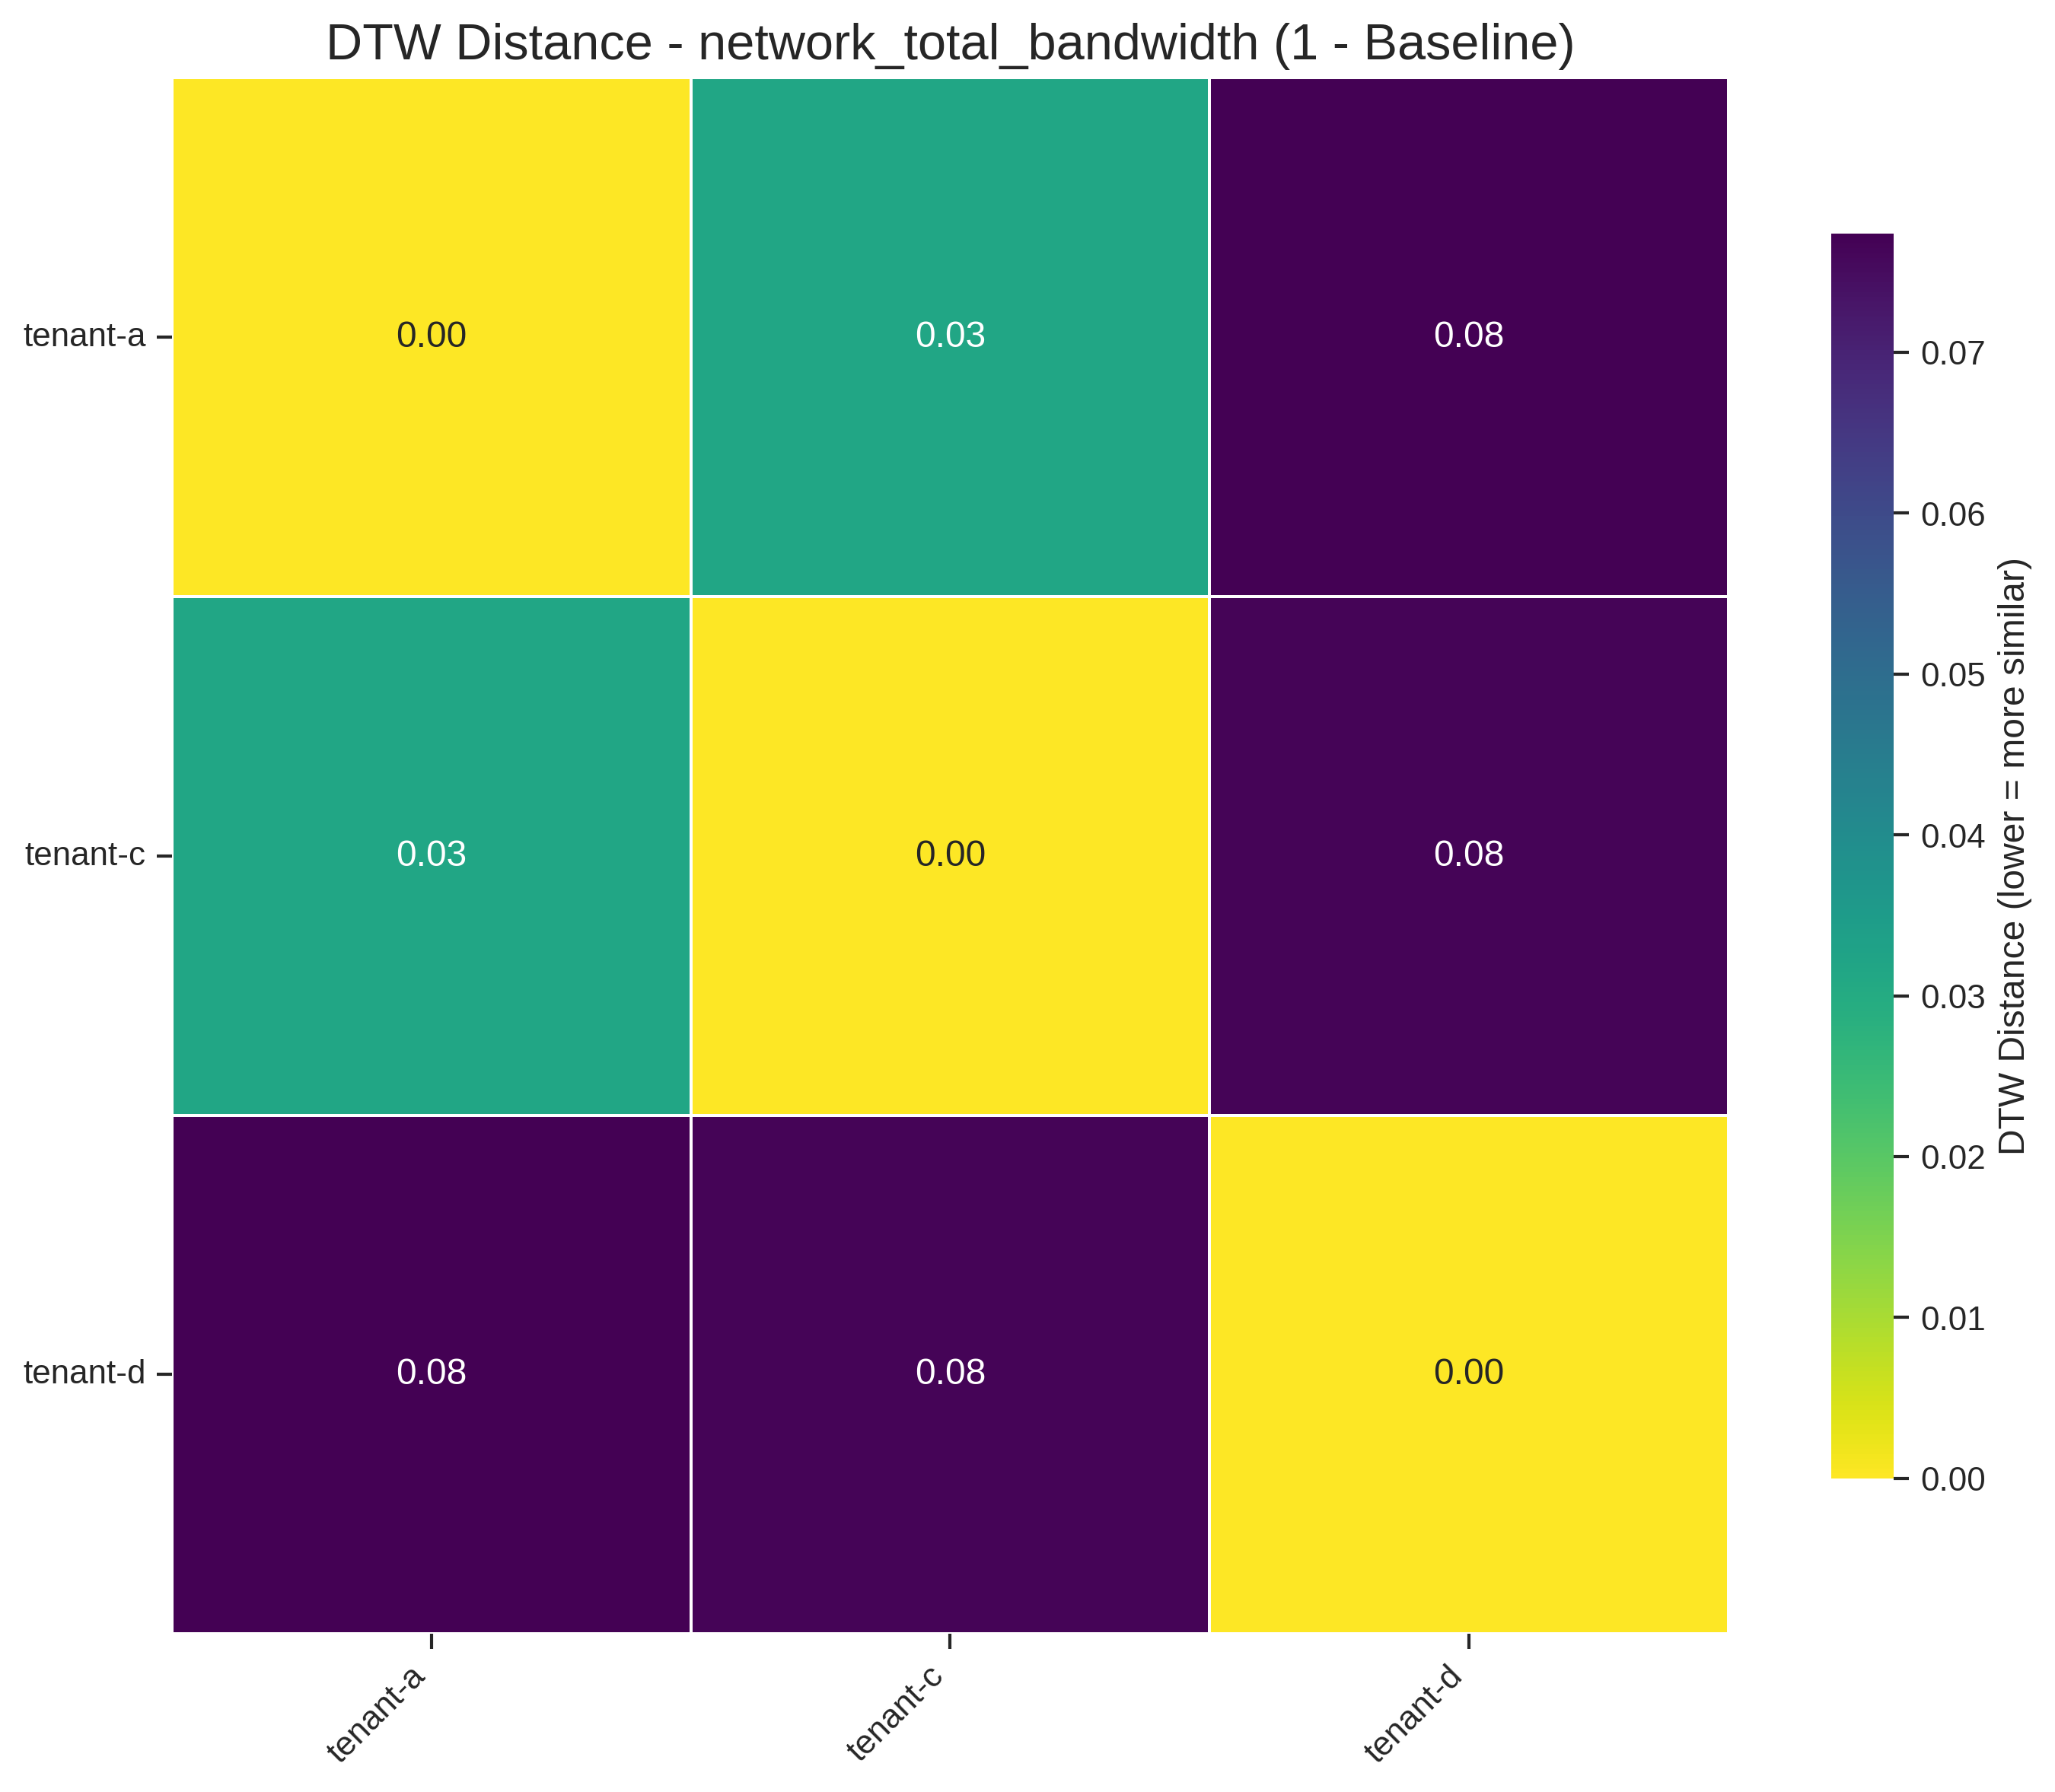 DTW Distance - network_total_bandwidth (1 - Baseline)
tenant-a
0.00
0.03
0.08
tenant-c
0.03
0.00
0.08
tenant-d
0.08
0.08
0.00
tenant-a
tenant-c
tenant-d
0.07
0.06
0.05
0.04
0.03
0.02
0.01
0.00
DTW Distance (lower = more similar)